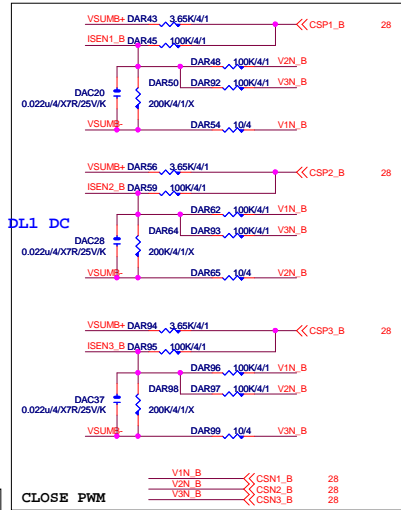 VSUMB+ DAR43 3.65K/4/1 CSP1_B 28
ISEN1_B DAR45 100K/4/1
DAR48 100K/4/1 V2N_B
DAC20 DAR50 DAR92 100K/4/1 V3N_B
0.022u/4/X7R/25V/K 200K/4/1/X
VSUMB- DAR54 10/4 V1N_B
VSUMB+ DAR56 3.65K/4/1 CSP2_B 28
ISEN2_B DAR59 100K/4/1
DAR62 100K/4/1 V1N_B
DL1 DC
DAC28 DAR64 DAR93 100K/4/1 V3N_B
0.022u/4/X7R/25V/K 200K/4/1/X
VSUMB- DAR65 10/4 V2N_B
VSUMB+ DAR94 3.65K/4/1 CSP3_B 28
ISEN3_B DAR95 100K/4/1
DAR96 100K/4/1 V1N_B
DAC37 DAR98 DAR97 100K/4/1 V2N_B
0.022u/4/X7R/25V/K 200K/4/1/X
VSUMB- DAR99 10/4 V3N_B
V1N_B CSN1_B 28
V2N_B CSN2_B 28
V3N_B CSN3_B 28
CLOSE PWM